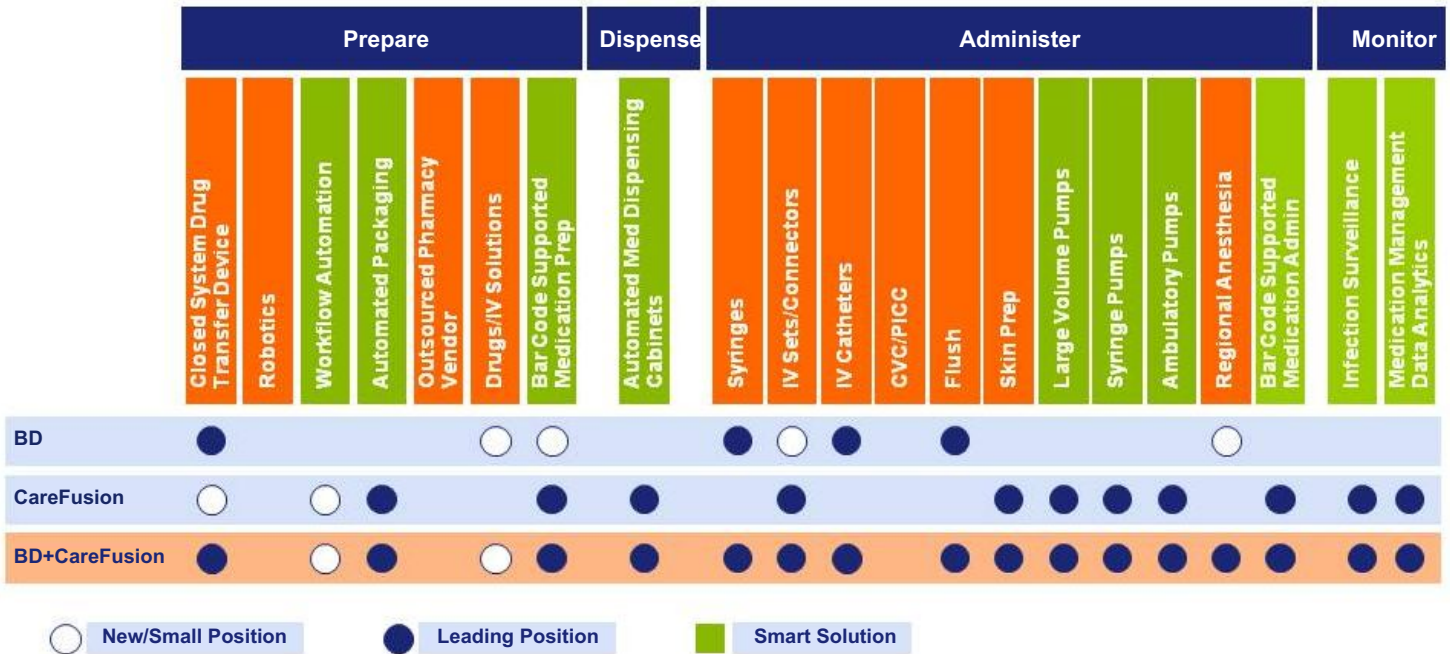 Prepare
Dispense
Administer
Monitor
Closed System Drug
Transfer Device
Robotics
Workflow Automation
Automated Packaging
Outsourced Pharmacy
Vendor
Drugs/IV Solutions
Bar Code Supported
Medication Prep
Automated Med Dispensing
Cabinets
Syringes
IV Sets/Connectors
IV Catheters
CVC/PICC
Flush
Skin Prep
Large Volume Pumps
Syringe Pumps
Ambulatory Pumps
Regional Anesthesia
Bar Code Supported
Medication Admin
Infection Surveillance
Medication Management
Data Analytics
BD
CareFusion
BD+CareFusion
New/Small Position
Leading Position
Smart Solution